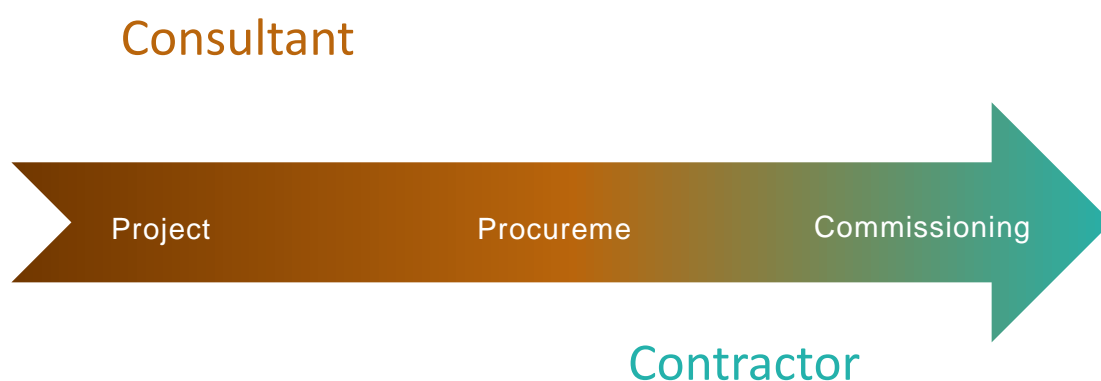 Consultant
Project
Procureme
Commissioning
Contractor